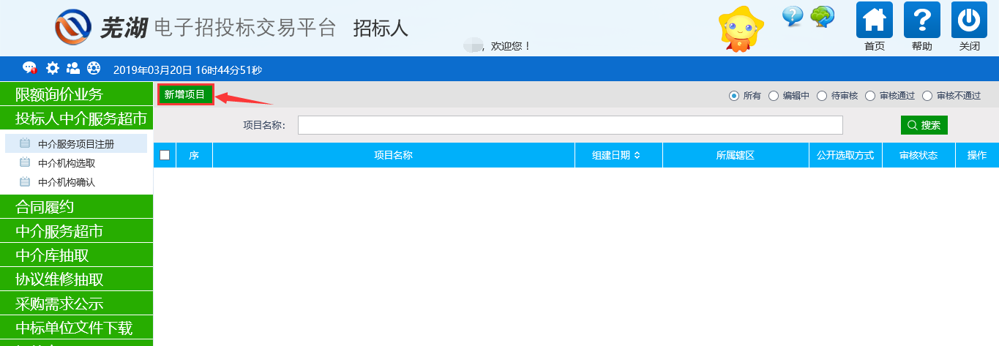 芜湖 电子招投标交易平台 招标人
，欢迎您！
首页 帮助 关闭
2019年03月20日 16时44分51秒
限额询价业务
投标人中介服务超市
中介服务项目注册
中介机构选取
中介机构确认
合同履约
中介服务超市
中介库抽取
协议维修抽取
采购需求公示
中标单位文件下载
新增项目
所有 编辑中 待审核 审核通过 审核不通过
项目名称：
搜索
序 项目名称 组建日期 所属辖区 公开选取方式 审核状态 操作